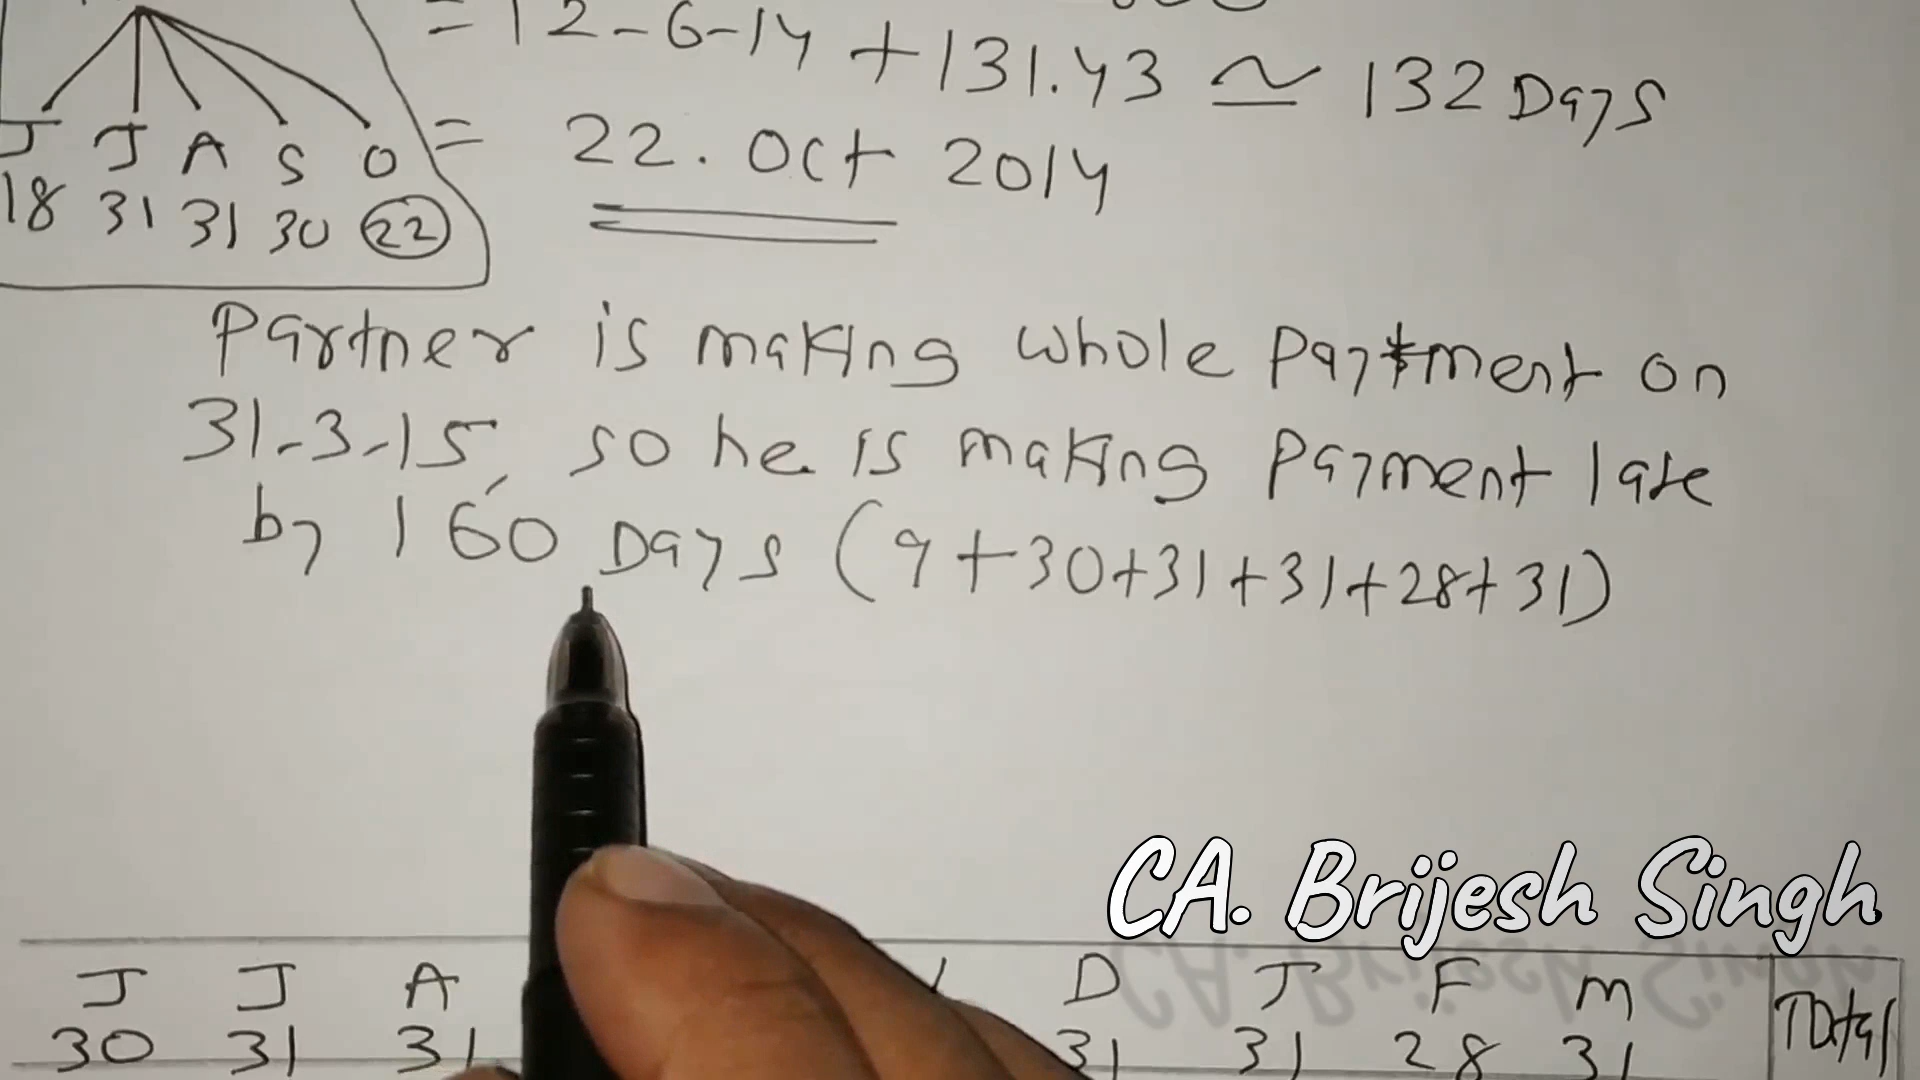 = 12-6-14 + 131.43 ≃ 132 Days
J J A S O
18 31 31 30 22
= 22. Oct 2014
Partner is making whole Payment on
31-3-15, so he is making Payment late
by 160 Days (9+30+31+31+28+31)
CA. Brijesh Singh
J J A D J F M Total
30 31 31 31 31 28 31